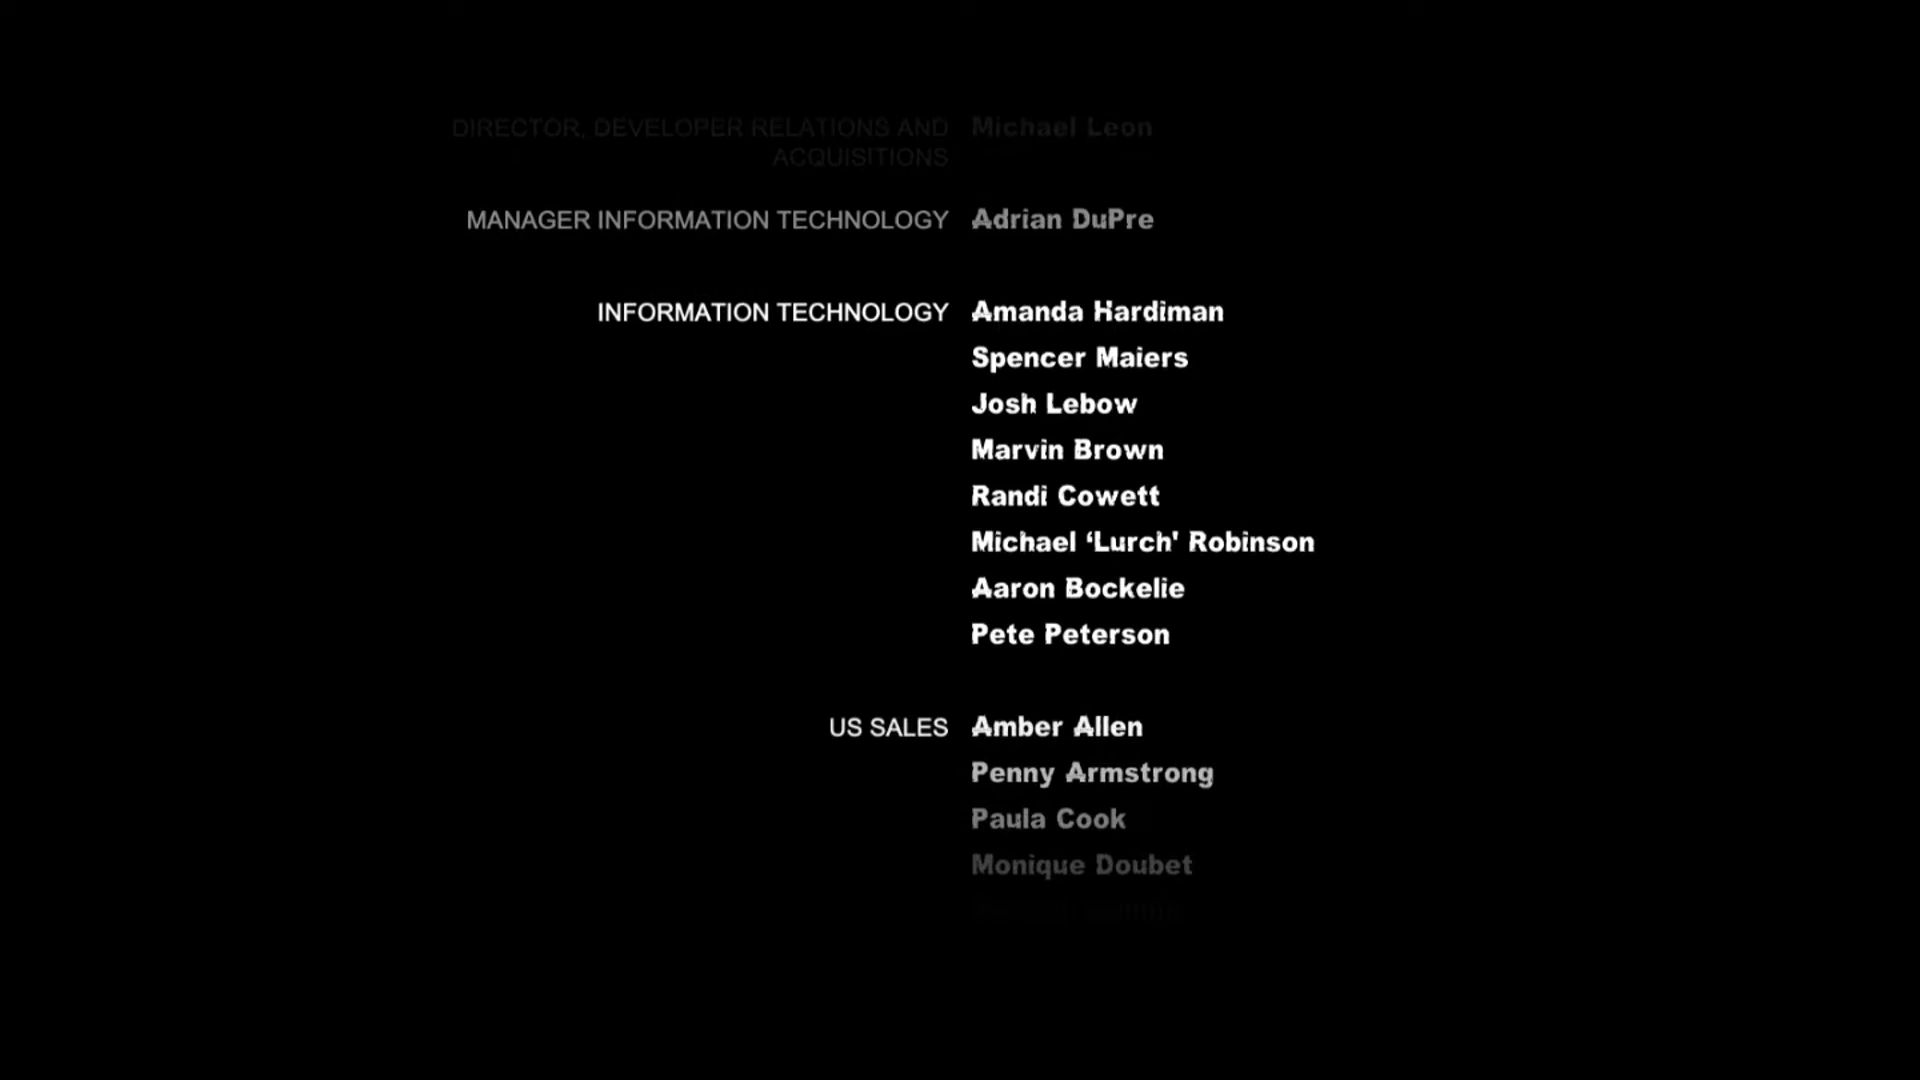 DIRECTOR, DEVELOPER RELATIONS AND Michael Leon
ACQUISITIONS
MANAGER INFORMATION TECHNOLOGY Adrian DuPre
INFORMATION TECHNOLOGY Amanda Hardiman
Spencer Maiers
Josh Lebow
Marvin Brown
Randi Cowett
Michael ‘Lurch' Robinson
Aaron Bockelie
Pete Peterson
US SALES Amber Allen
Penny Armstrong
Paula Cook
Monique Doubet